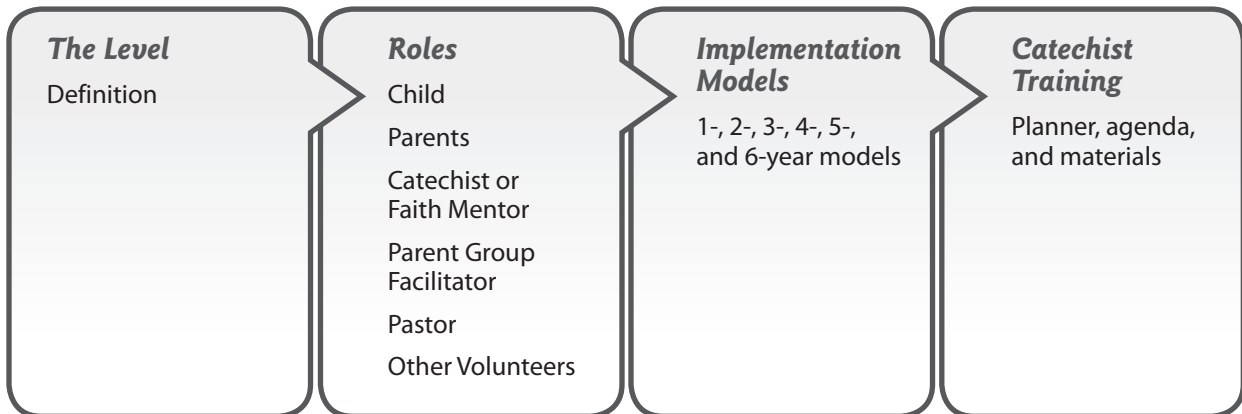 The Level
Definition
Roles
Child
Parents
Catechist or
Faith Mentor
Parent Group
Facilitator
Pastor
Other Volunteers
Implementation
Models
1-, 2-, 3-, 4-, 5-,
and 6-year models
Catechist
Training
Planner, agenda,
and materials